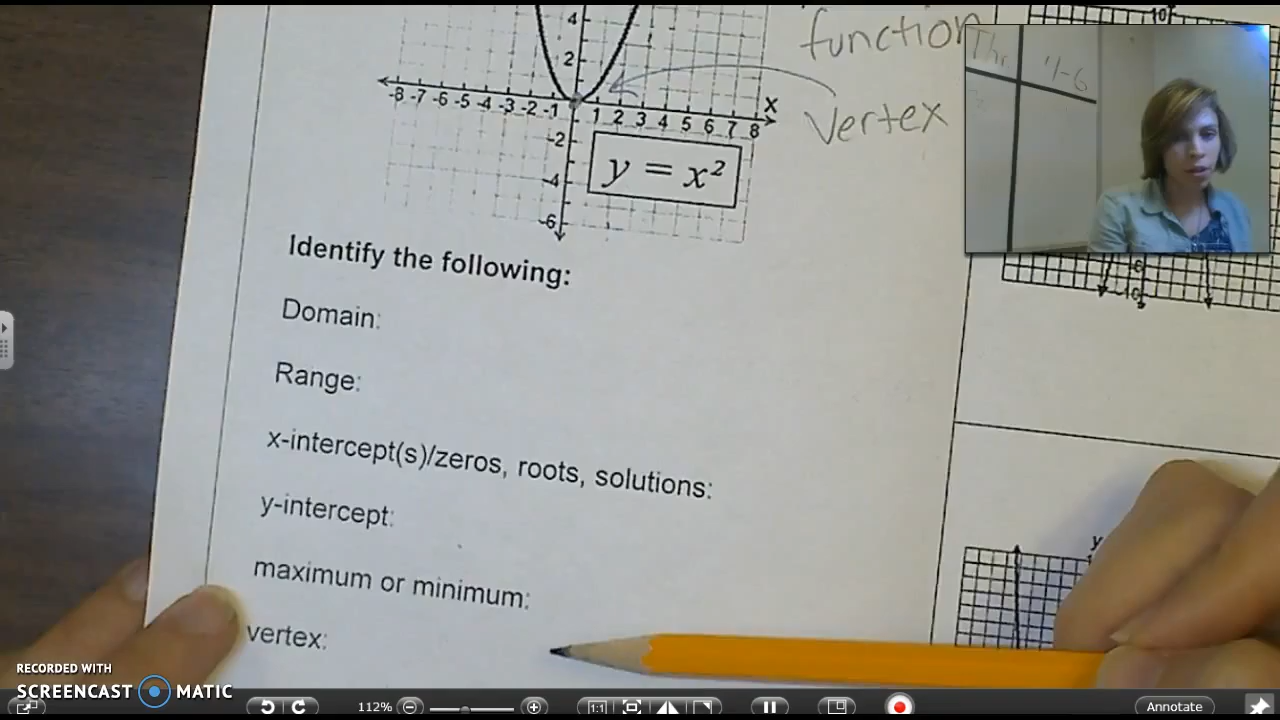 function
Vertex
4
2
-8 -7 -6 -5 -4 -3 -2 -1
1 2 3 4 5 6 7 8
x
-2
-4
-6
y = x²
Identify the following:
Domain:
Range:
x-intercept(s)/zeros, roots, solutions:
y-intercept:
maximum or minimum:
vertex:
10
-10
y
RECORDED WITH
SCREENCAST MATIC
112%
1:1
Annotate